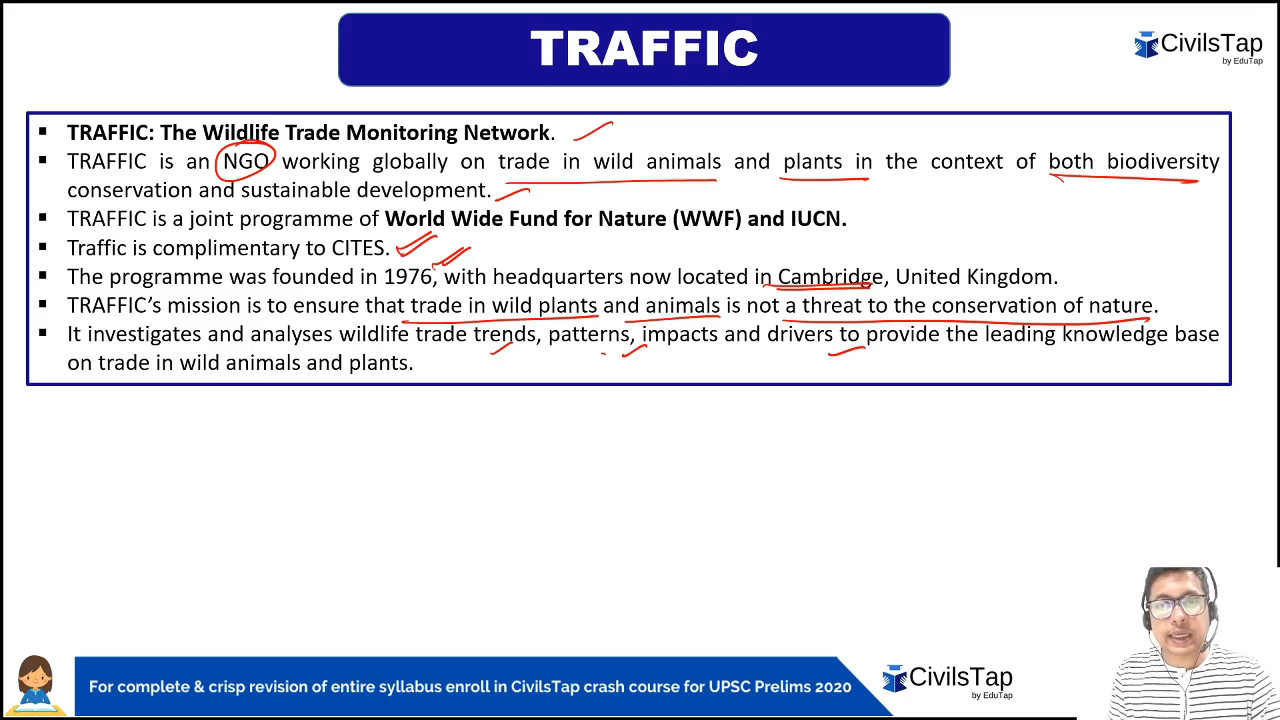 TRAFFIC
CivilsTap
by EduTap
▪ TRAFFIC: The Wildlife Trade Monitoring Network.
▪ TRAFFIC is an NGO working globally on trade in wild animals and plants in the context of both biodiversity
conservation and sustainable development.
▪ TRAFFIC is a joint programme of World Wide Fund for Nature (WWF) and IUCN.
▪ Traffic is complimentary to CITES.
▪ The programme was founded in 1976, with headquarters now located in Cambridge, United Kingdom.
▪ TRAFFIC’s mission is to ensure that trade in wild plants and animals is not a threat to the conservation of nature.
▪ It investigates and analyses wildlife trade trends, patterns, impacts and drivers to provide the leading knowledge base
on trade in wild animals and plants.
For complete & crisp revision of entire syllabus enroll in CivilsTap crash course for UPSC Prelims 2020
CivilsTap
by EduTap